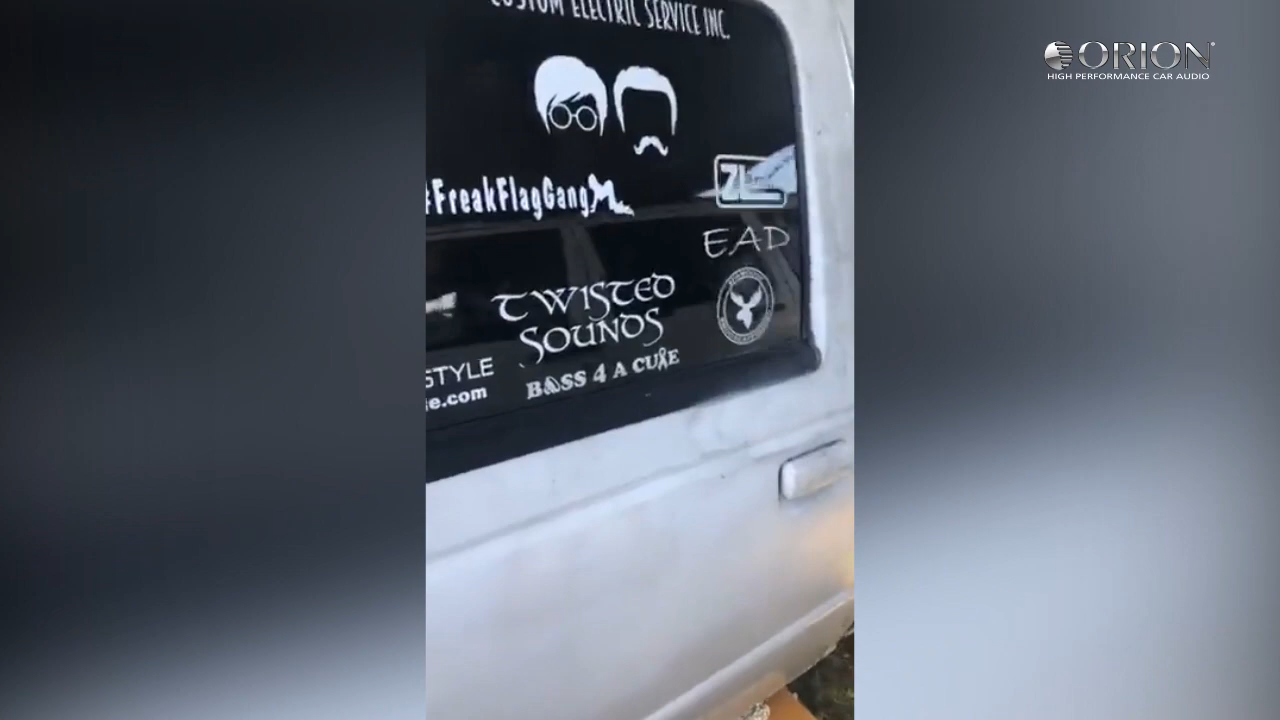 CUSTOM ELECTRIC SERVICE INC.
ORION
HIGH PERFORMANCE CAR AUDIO
#FreakFlagGang
ZL
EAD
TWISTED
SOUNDS
STYLE
BASS 4 A CURE
ie.com